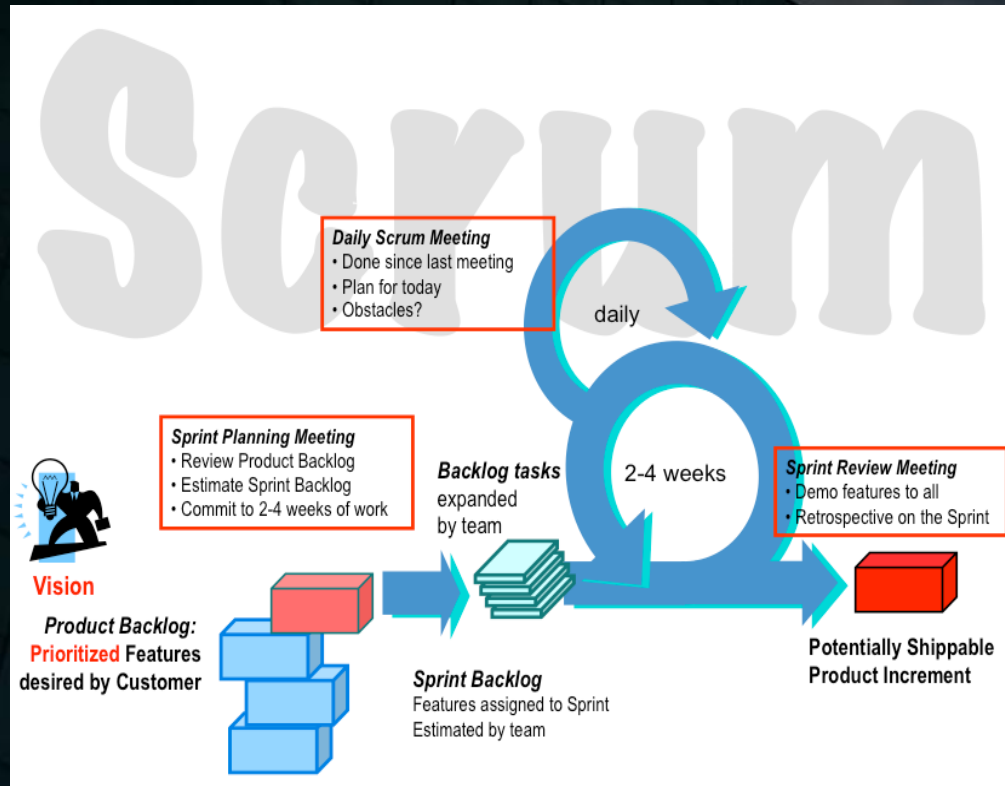 Scrum
Daily Scrum Meeting
• Done since last meeting
• Plan for today
• Obstacles?
daily
Sprint Planning Meeting
• Review Product Backlog
• Estimate Sprint Backlog
• Commit to 2-4 weeks of work
Backlog tasks
expanded
by team
2-4 weeks
Sprint Review Meeting
• Demo features to all
• Retrospective on the Sprint
Vision
Product Backlog:
Prioritized Features
desired by Customer
Sprint Backlog
Features assigned to Sprint
Estimated by team
Potentially Shippable
Product Increment